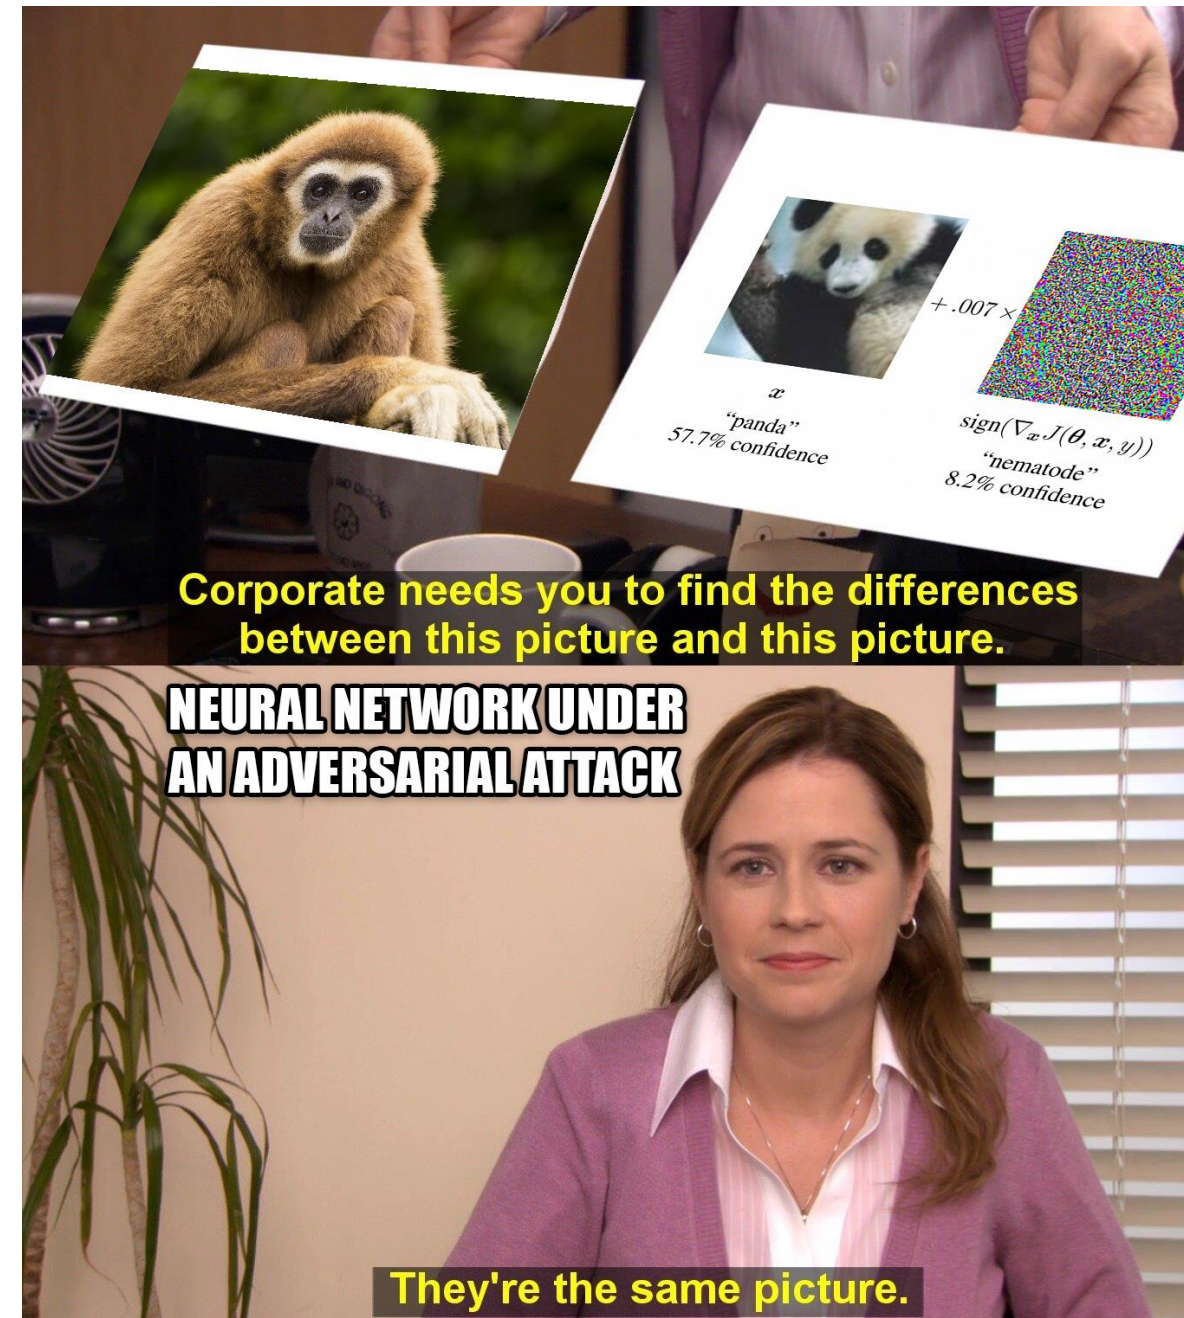 + .007 ×
x
"panda"
57.7% confidence
sign(∇ₓJ(θ, x, y))
"nematode"
8.2% confidence
Corporate needs you to find the differences
between this picture and this picture.
NEURAL NETWORK UNDER
AN ADVERSARIAL ATTACK
They're the same picture.